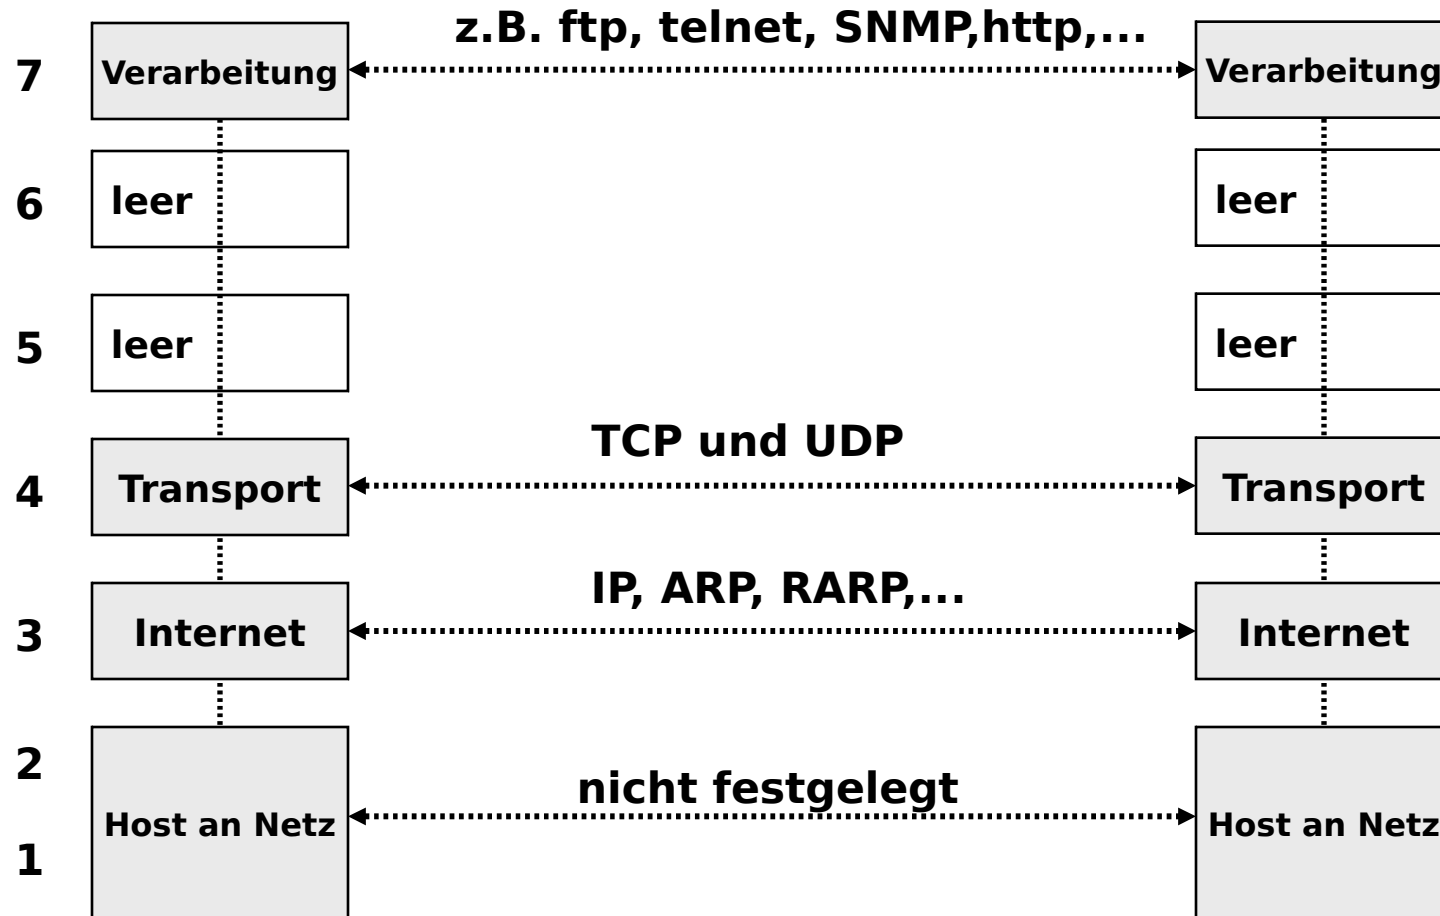 z.B. ftp, telnet, SNMP,http,...
7 Verarbeitung Verarbeitung
6 leer leer
5 leer leer
TCP und UDP
4 Transport Transport
IP, ARP, RARP,...
3 Internet Internet
2
nicht festgelegt
Host an Netz Host an Netz
1